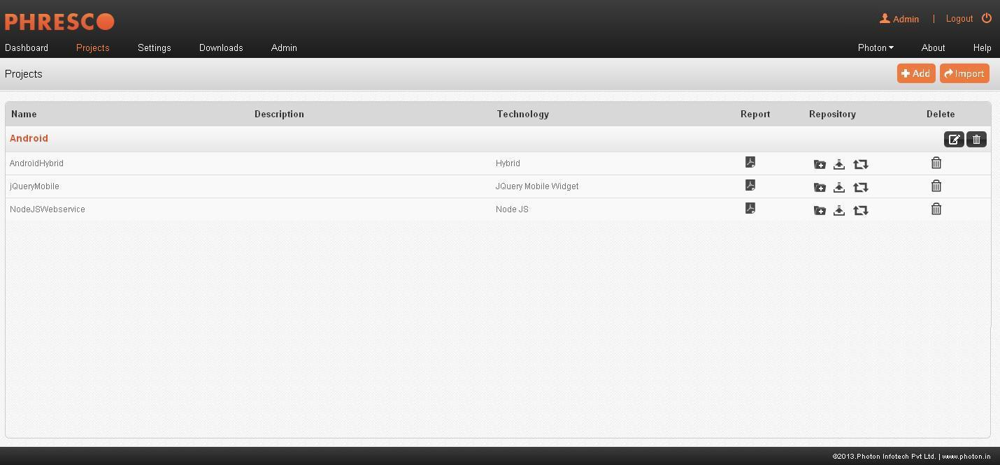 PHRESCO
Admin | Logout
Dashboard Projects Settings Downloads Admin Photon About Help
Projects Add Import
Name Description Technology Report Repository Delete
Android
AndroidHybrid Hybrid
jQueryMobile JQuery Mobile Widget
NodeJSWebservice Node JS
©2013.Photon Infotech Pvt Ltd. | www.photon.in